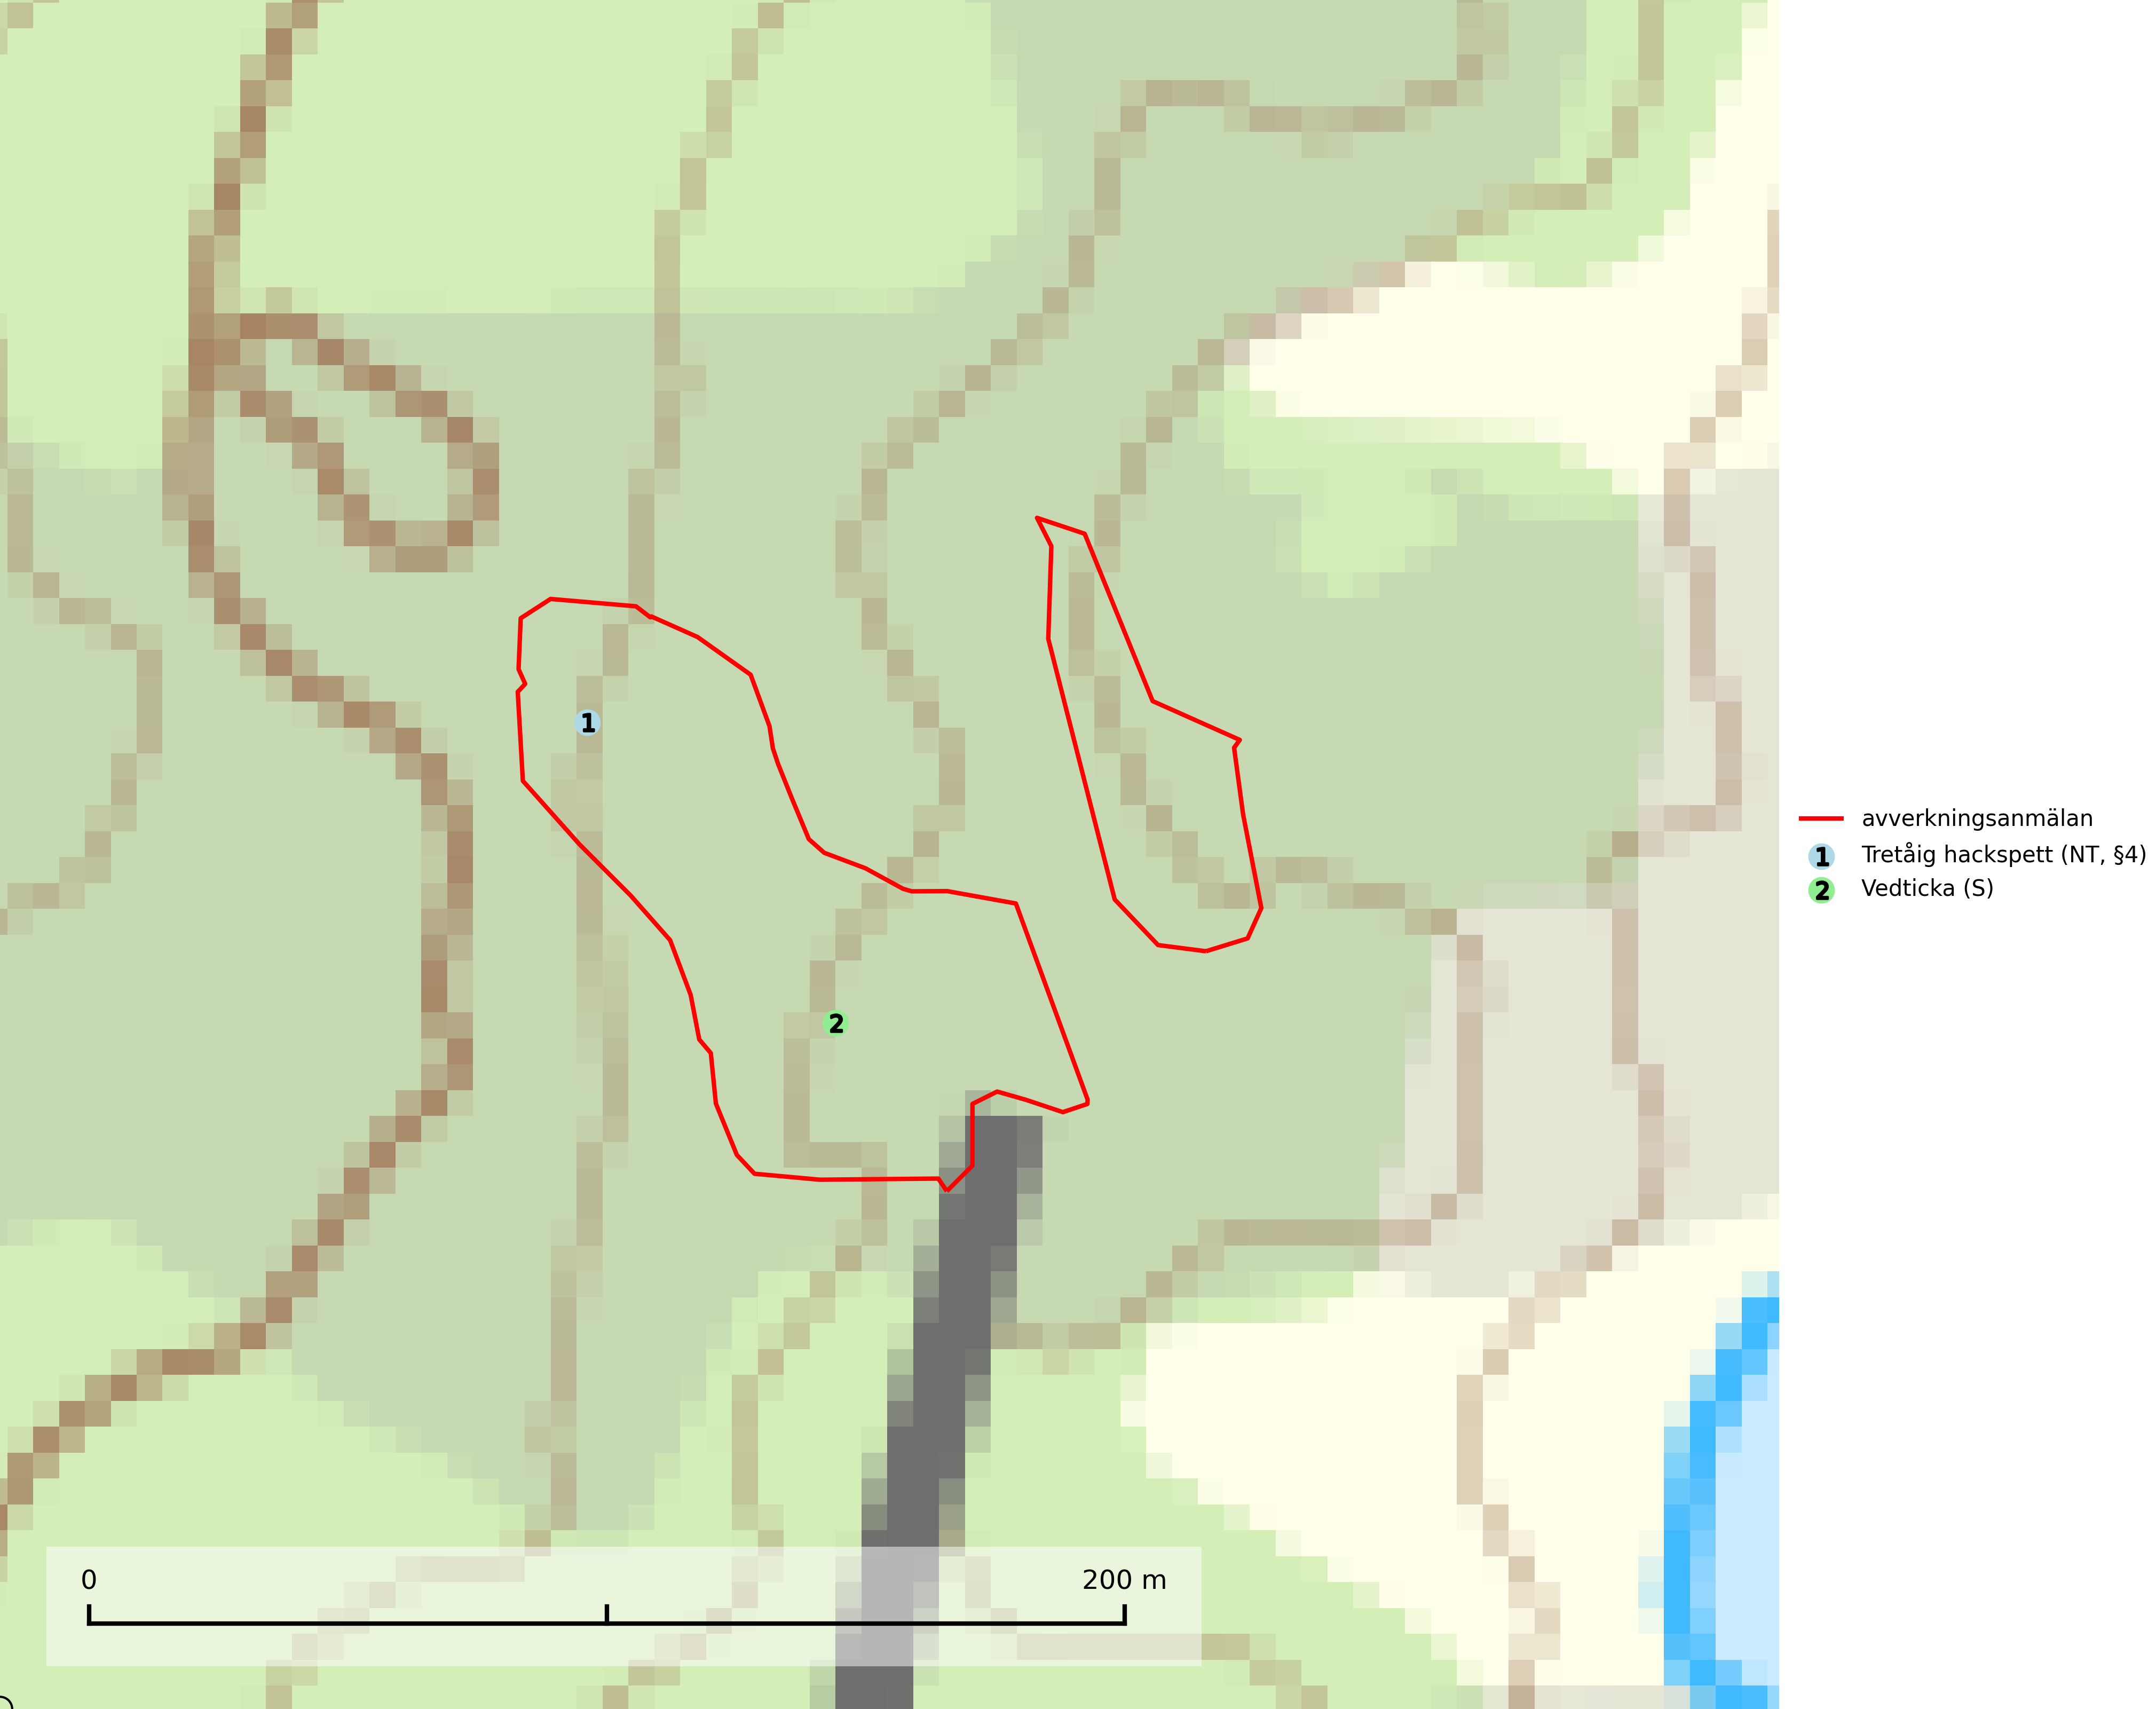 1
2
avverkningsanmälan
1 Tretåig hackspett (NT, §4)
2 Vedticka (S)
0 200 m